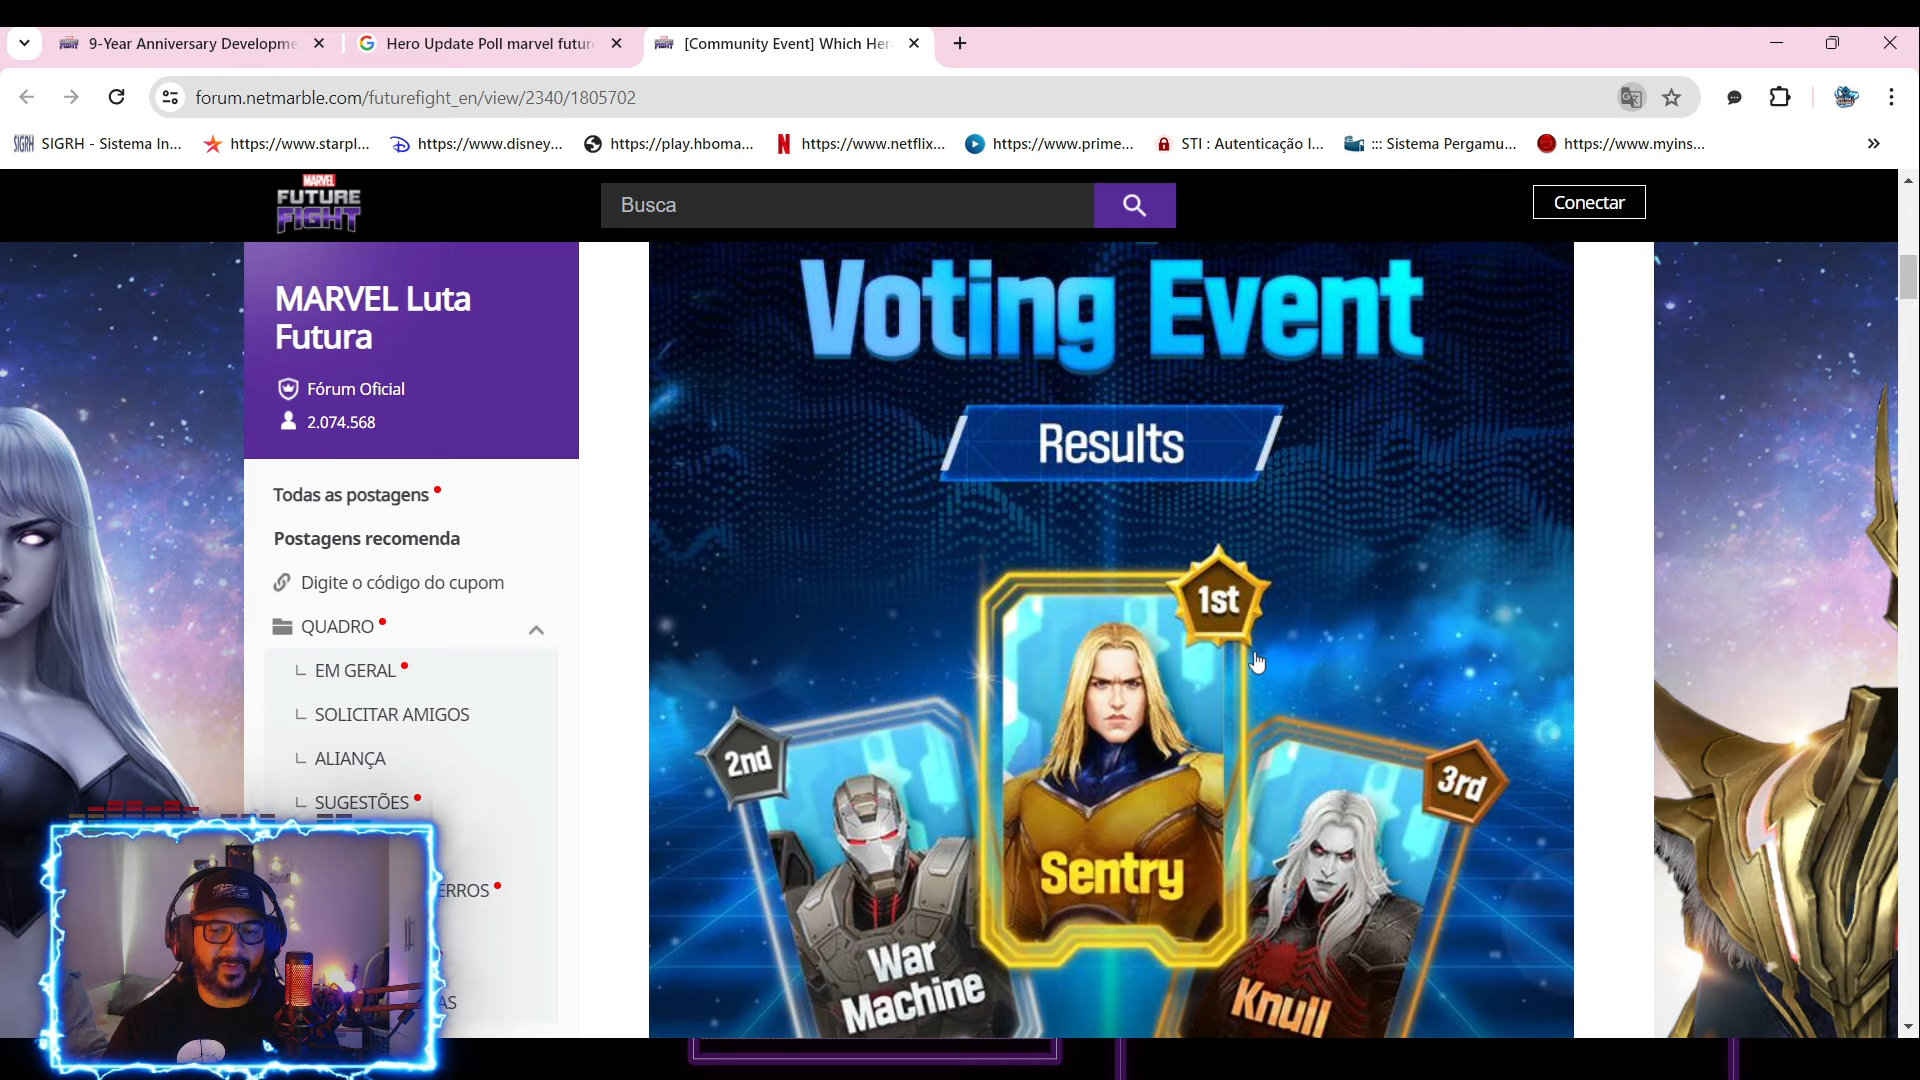 9-Year Anniversary Developme
Hero Update Poll marvel futur
[Community Event] Which Her
forum.netmarble.com/futurefight_en/view/2340/1805702
SIGRH - Sistema In...
https://www.starpl...
https://www.disney...
https://play.hboma...
https://www.netflix...
https://www.prime...
STI : Autenticação I...
::: Sistema Pergamu...
https://www.myins...
MARVEL
FUTURE
FIGHT
Busca
Conectar
MARVEL Luta
Futura
Fórum Oficial
2.074.568
Todas as postagens
Postagens recomenda
Digite o código do cupom
QUADRO
EM GERAL
SOLICITAR AMIGOS
ALIANÇA
SUGESTÕES
ERROS
AS
Voting Event
Results
1st
Sentry
2nd
War
Machine
3rd
Knull